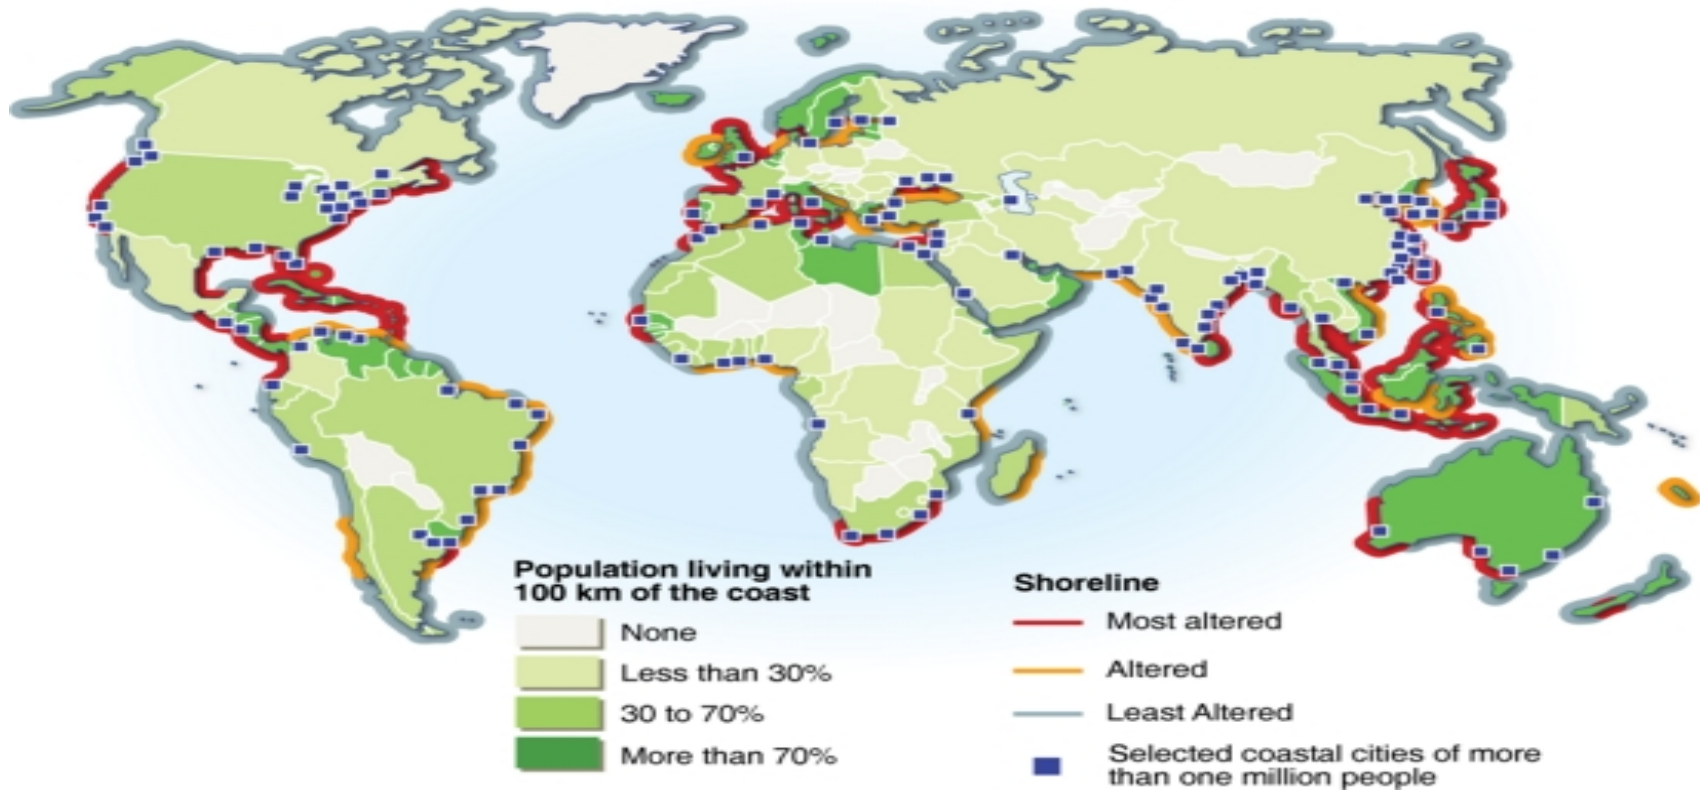 Population living within
100 km of the coast
None
Less than 30%
30 to 70%
More than 70%
Shoreline
Most altered
Altered
Least Altered
Selected coastal cities of more
than one million people